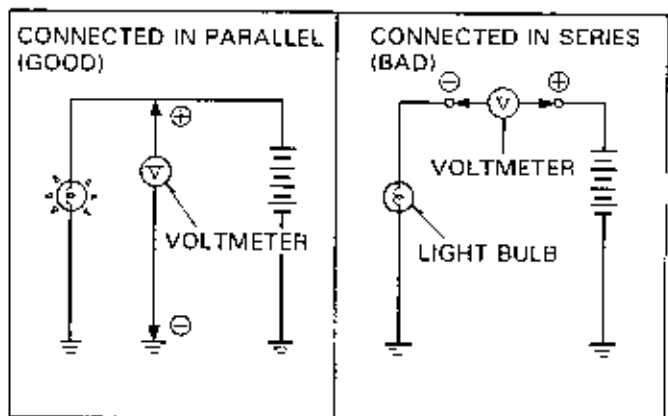 CONNECTED IN PARALLEL
(GOOD)
⊕
V
VOLTMETER
⊖
CONNECTED IN SERIES
(BAD)
⊖
V
⊕
VOLTMETER
LIGHT BULB